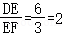 DE/EF = 6/3 = 2